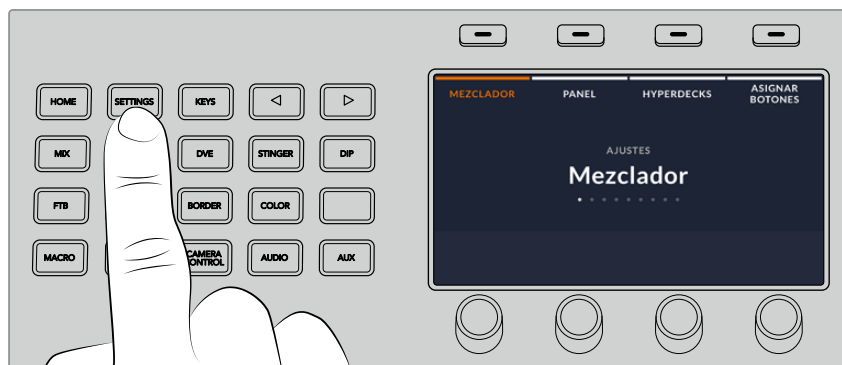 HOME
SETTINGS
KEYS
MIX
DVE
STINGER
DIP
FTB
BORDER
COLOR
MACRO
CAMERA
CONTROL
AUDIO
AUX
MEZCLADOR
PANEL
HYPERDECKS
ASIGNAR
BOTONES
AJUSTES
Mezclador